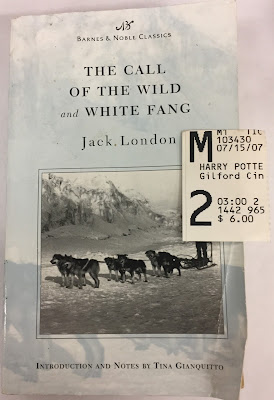 BARNES & NOBLE CLASSICS
THE CALL
OF THE WILD
and WHITE FANG
Jack London
M
103430
07/15/07
HARRY POTTE
Gilford Cin
2
03:00 2
1442 965
$ 6.00
INTRODUCTION AND NOTES BY TINA GIANQUITTO